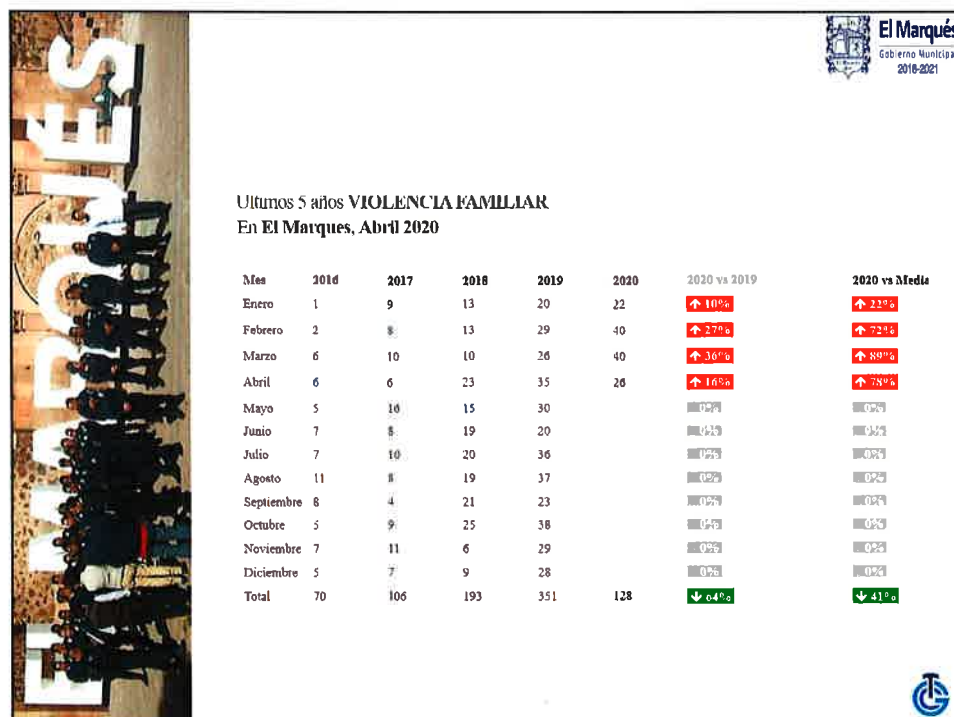 El Marqués
Gobierno Municipal
2018-2021
EL MARQUÉS
Ultimos 5 años VIOLENCIA FAMILIAR
En El Marques, Abril 2020
Mes 2016 2017 2018 2019 2020 2020 vs 2019 2020 vs Media
Enero 1 9 13 20 22 ↑ 10% ↑ 22%
Febrero 2 8 13 29 40 ↑ 27% ↑ 72%
Marzo 6 10 10 26 40 ↑ 36% ↑ 89%
Abril 6 6 23 35 26 ↑ 16% ↑ 78%
Mayo 5 16 15 30 0% 0%
Junio 7 8 19 20 0% 0%
Julio 7 10 20 36 0% 0%
Agosto 11 8 19 37 0% 0%
Septiembre 8 4 21 23 0% 0%
Octubre 5 9 25 38 0% 0%
Noviembre 7 11 6 29 0% 0%
Diciembre 5 7 9 28 0% 0%
Total 70 106 193 351 128 ↓ 64% ↓ 41%